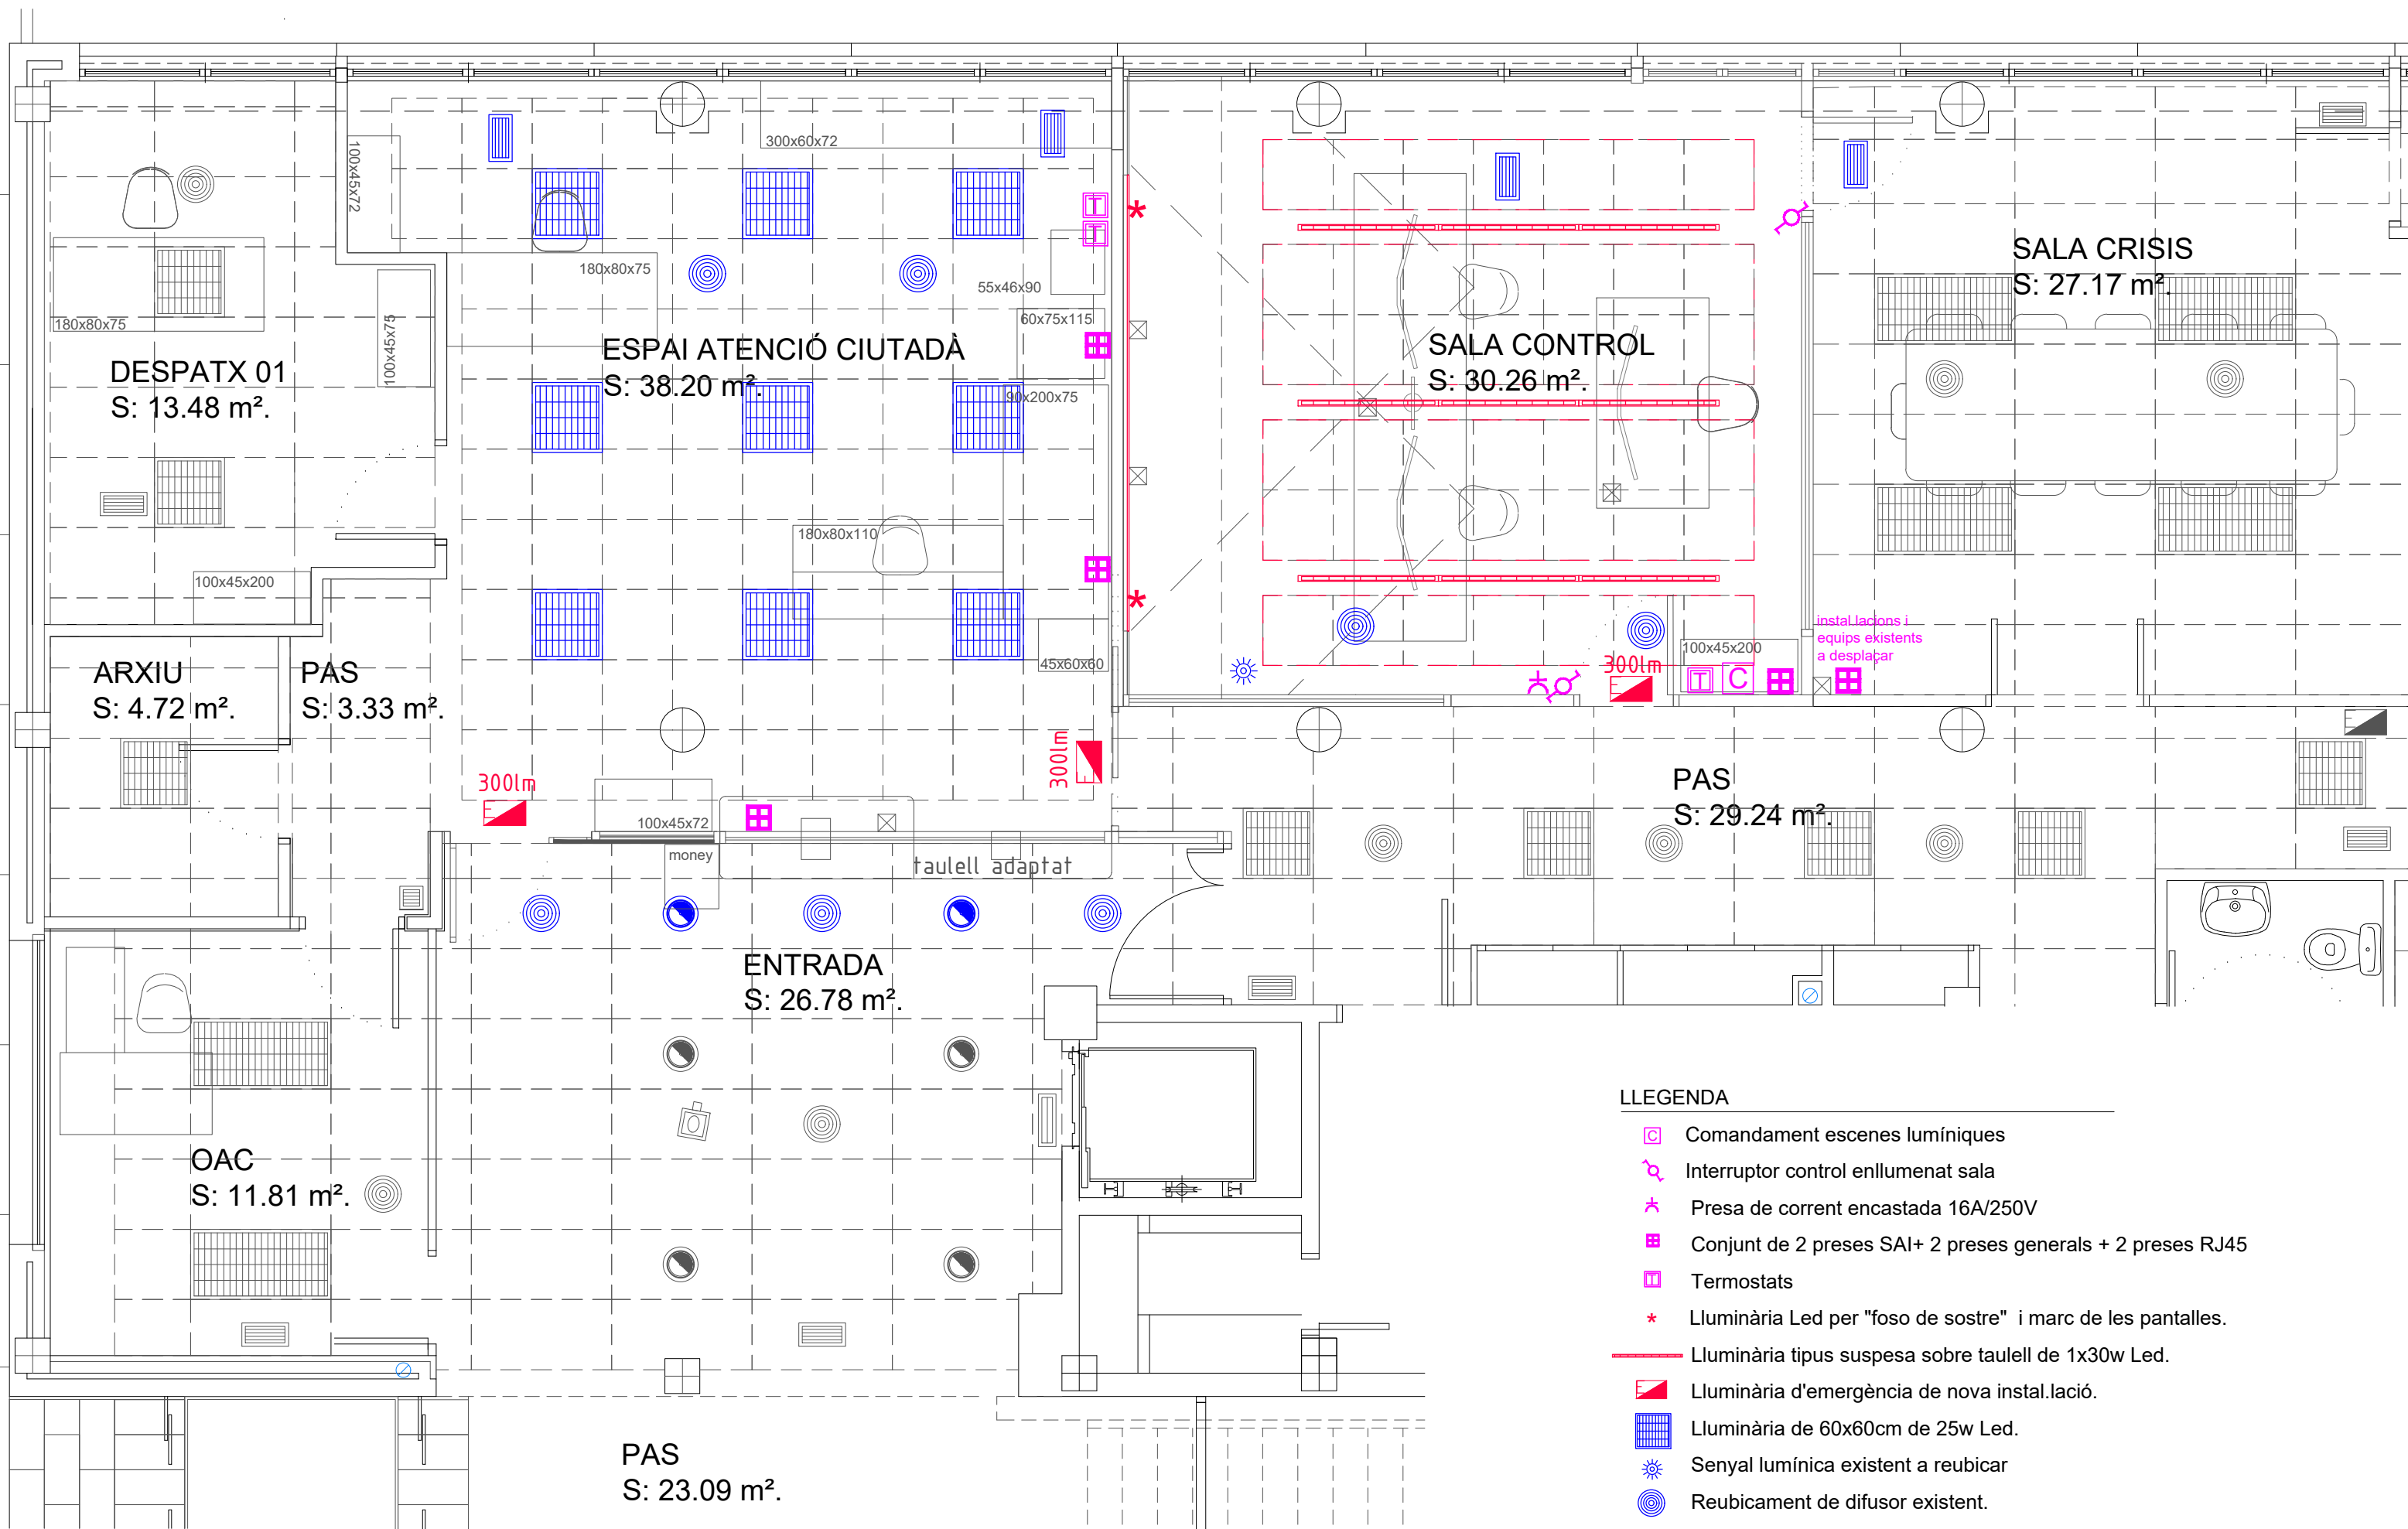 300x60x72
100x45x72
SALA CRISIS
S: 27.17 m².
180x80x75
55x46x90
T
T
180x80x75
100x45x75
60x75x115
ESPAI ATENCIÓ CIUTADÀ
S: 38.20 m².
SALA CONTROL
S: 30.26 m².
DESPATX 01
S: 13.48 m².
90x200x75
180x80x110
100x45x200
instal.lacions i
equips existents
a desplaçar
100x45x200
45x60x60
300lm
T
C
E
ARXIU
S: 4.72 m².
PAS
S: 3.33 m².
E
300lm
E
300lm
E
PAS
S: 29.24 m².
100x45x72
money
taulell adaptat
ENTRADA
S: 26.78 m².
OAC
S: 11.81 m².
PAS
S: 23.09 m².
LLEGENDA
C Comandament escenes lumíniques
Interruptor control enllumenat sala
Presa de corrent encastada 16A/250V
Conjunt de 2 preses SAI+ 2 preses generals + 2 preses RJ45
T Termostats
* Lluminària Led per "foso de sostre" i marc de les pantalles.
Lluminària tipus suspesa sobre taulell de 1x30w Led.
E Lluminària d'emergència de nova instal.lació.
Lluminària de 60x60cm de 25w Led.
Senyal lumínica existent a reubicar
Reubicament de difusor existent.